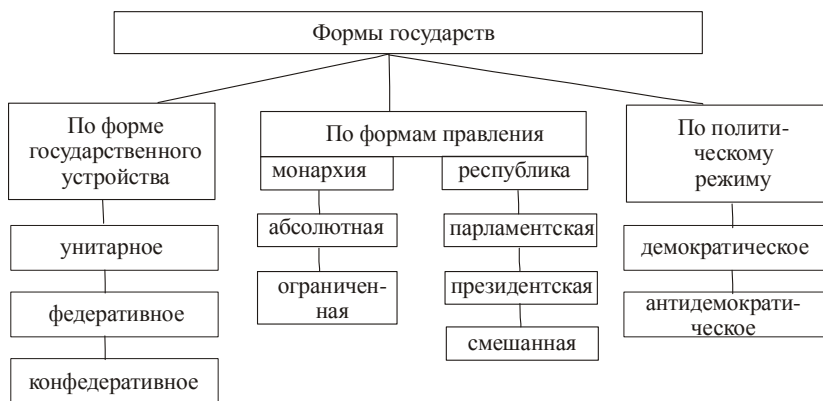 Формы государств
По форме
государственного
устройства
унитарное
федеративное
конфедеративное
По формам правления
монархия
абсолютная
ограничен-
ная
республика
парламентская
президентская
смешанная
По полити-
ческому
режиму
демократическое
антидемократи-
ческое